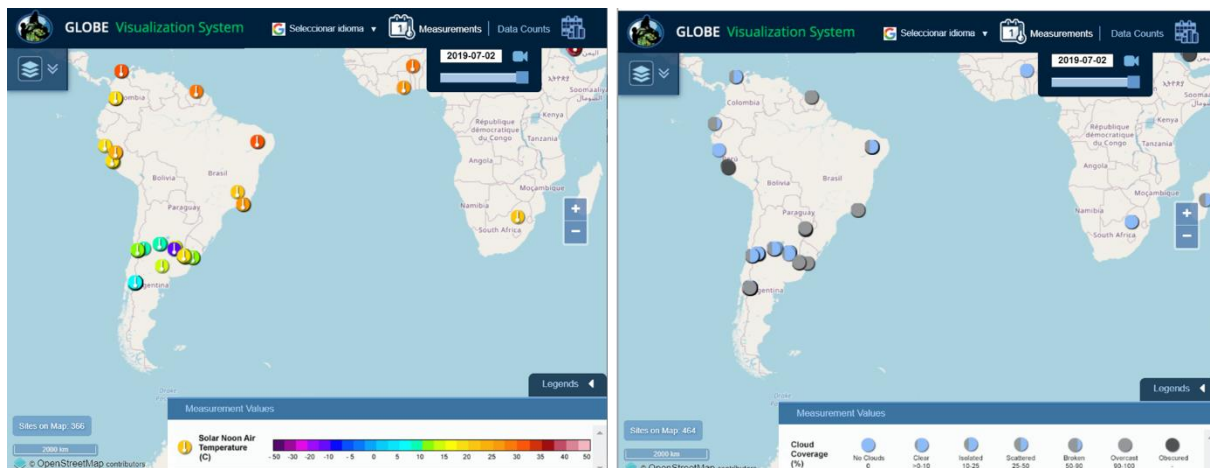 GLOBE Visualization System
Seleccionar idioma ▼
1
Measurements
Data Counts
2019-07-02
Colombia
Bolivia
Brasil
Paraguay
Argentina
République
démocratique
du Congo
Kenya
Tanzania
Angola
Moçambique
Namibia
South Africa
+
−
Legends
Measurement Values
Sites on Map: 366
2000 km
© OpenStreetMap contributors
Solar Noon Air
Temperature
(C)
-50 -30 -20 -10 -5 0 5 10 15 20 25 30 35 40 50
GLOBE Visualization System
Seleccionar idioma ▼
1
Measurements
Data Counts
2019-07-02
Colombia
Perú
Bolivia
Brasil
Paraguay
Argentina
République
démocratique
du Congo
Kenya
Tanzania
Angola
Moçambique
Namibia
South Africa
+
−
Legends
Measurement Values
Sites on Map: 464
2000 km
© OpenStreetMap contributors
Cloud
Coverage
(%)
No Clouds
0
Clear
>0-10
Isolated
10-25
Scattered
25-50
Broken
50-90
Overcast
90-100
Obscured
-